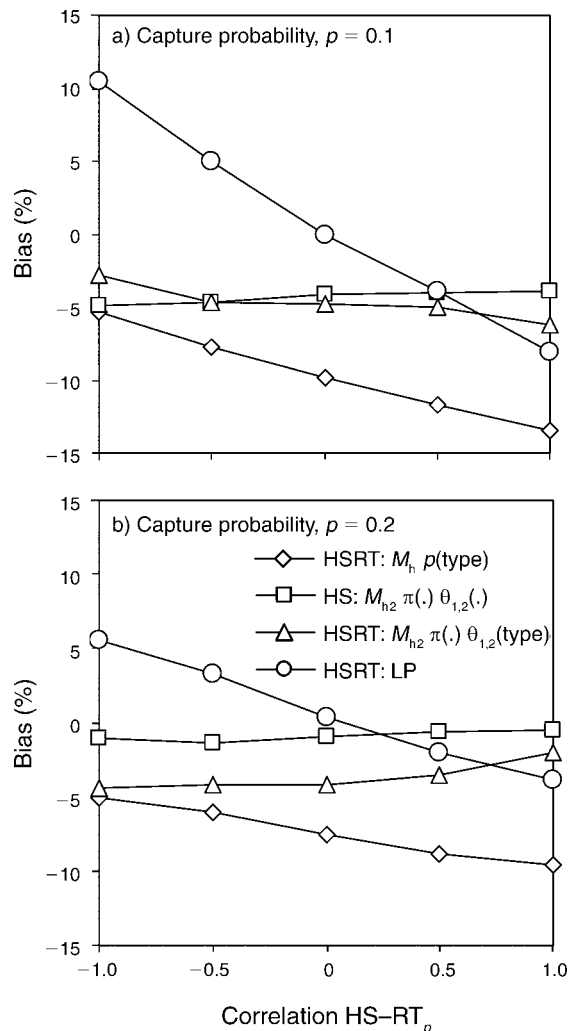 a) Capture probability, p = 0.1
15
10
5
0
−5
−10
−15
Bias (%)
b) Capture probability, p = 0.2
HSRT: Mh p(type)
HS: Mh2 π(.) θ1,2(.)
HSRT: Mh2 π(.) θ1,2(type)
HSRT: LP
15
10
5
0
−5
−10
−15
Bias (%)
−1.0 −0.5 0 0.5 1.0
Correlation HS–RTp